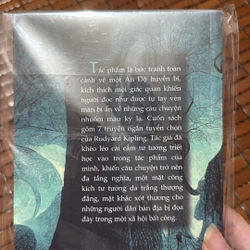 Tác phẩm là bức tranh toàn
cảnh về một Ấn Độ huyền bí,
kích thích mọi giác quan khiến
người đọc như được tự tay vén
màn bí ẩn về những câu chuyện
nhuốm màu kỳ lạ. Cuốn sách
gồm 7 truyện ngắn tuyển chọn
của Rudyard Kipling. Tác giả đã
khéo léo cài cắm tư tưởng triết
học vào trong tác phẩm của
mình, khiến câu chuyện trở nên
đa tầng nghĩa, một mặt công
kích tư tưởng da trắng thượng
đẳng, mặt khác xót thương cho
những người dân bản địa bị đọa
đày trong một xã hội bất công.